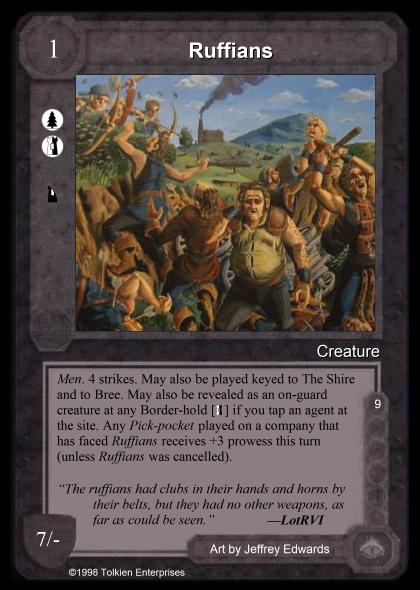 1
Ruffians
Creature
Men. 4 strikes. May also be played keyed to The Shire
and to Bree. May also be revealed as an on-guard
creature at any Border-hold [ ] if you tap an agent at
the site. Any Pick-pocket played on a company that
has faced Ruffians receives +3 prowess this turn
(unless Ruffians was cancelled).
9
“The ruffians had clubs in their hands and horns by
their belts, but they had no other weapons, as
far as could be seen.” —LotRVI
7/-
Art by Jeffrey Edwards
©1998 Tolkien Enterprises